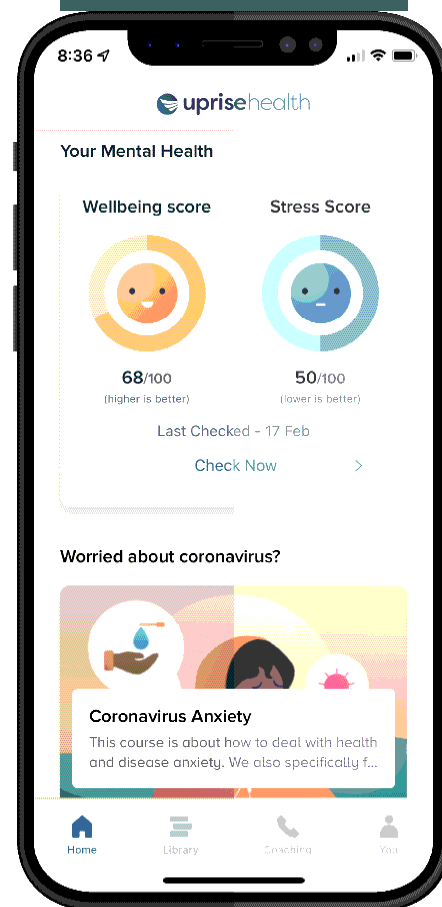 8:36
uprisehealth
Your Mental Health
Wellbeing score
Stress Score
68/100
50/100
(higher is better)
(lower is better)
Last Checked - 17 Feb
Check Now
Worried about coronavirus?
Coronavirus Anxiety
This course is about how to deal with health
and disease anxiety. We also specifically f...
Home
Library
Coaching
You